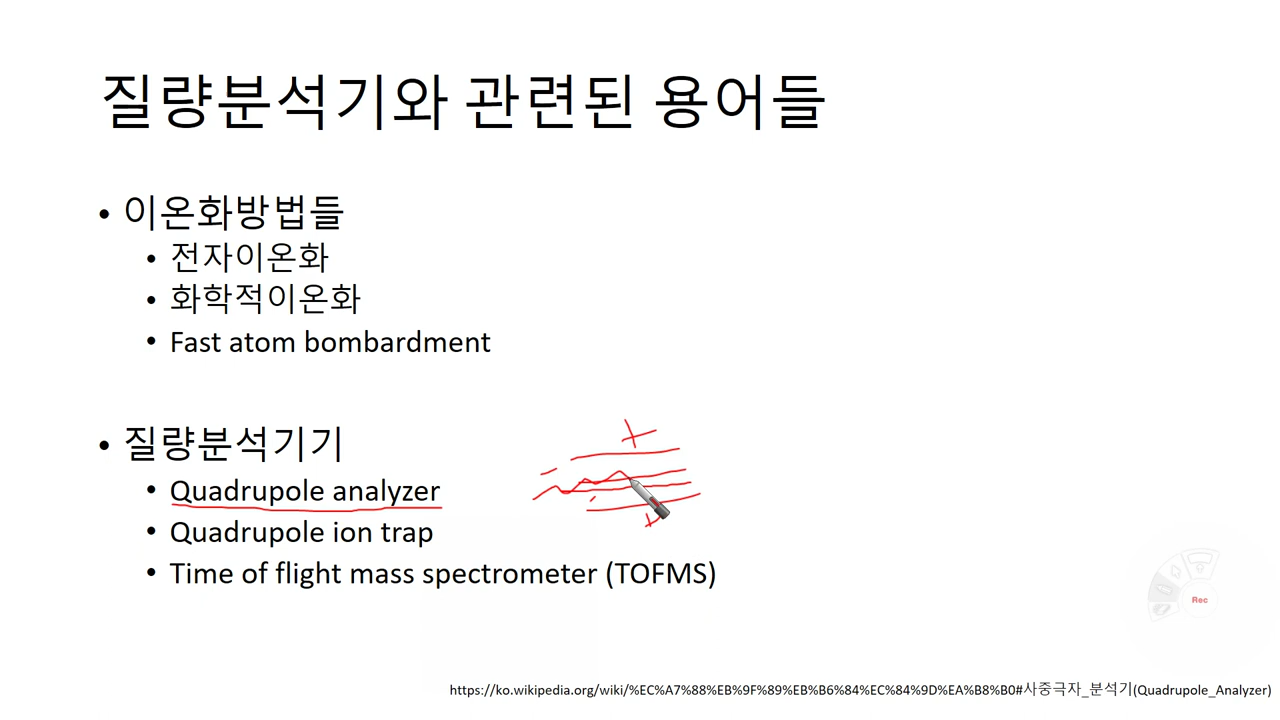 질량분석기와 관련된 용어들
• 이온화방법들
• 전자이온화
• 화학적이온화
• Fast atom bombardment
• 질량분석기기
• Quadrupole analyzer
• Quadrupole ion trap
• Time of flight mass spectrometer (TOFMS)
Rec
https://ko.wikipedia.org/wiki/%EC%A7%88%EB%9F%89%EB%B6%84%EC%84%9D%EA%B8%B0#사중극자_분석기(Quadrupole_Analyzer)